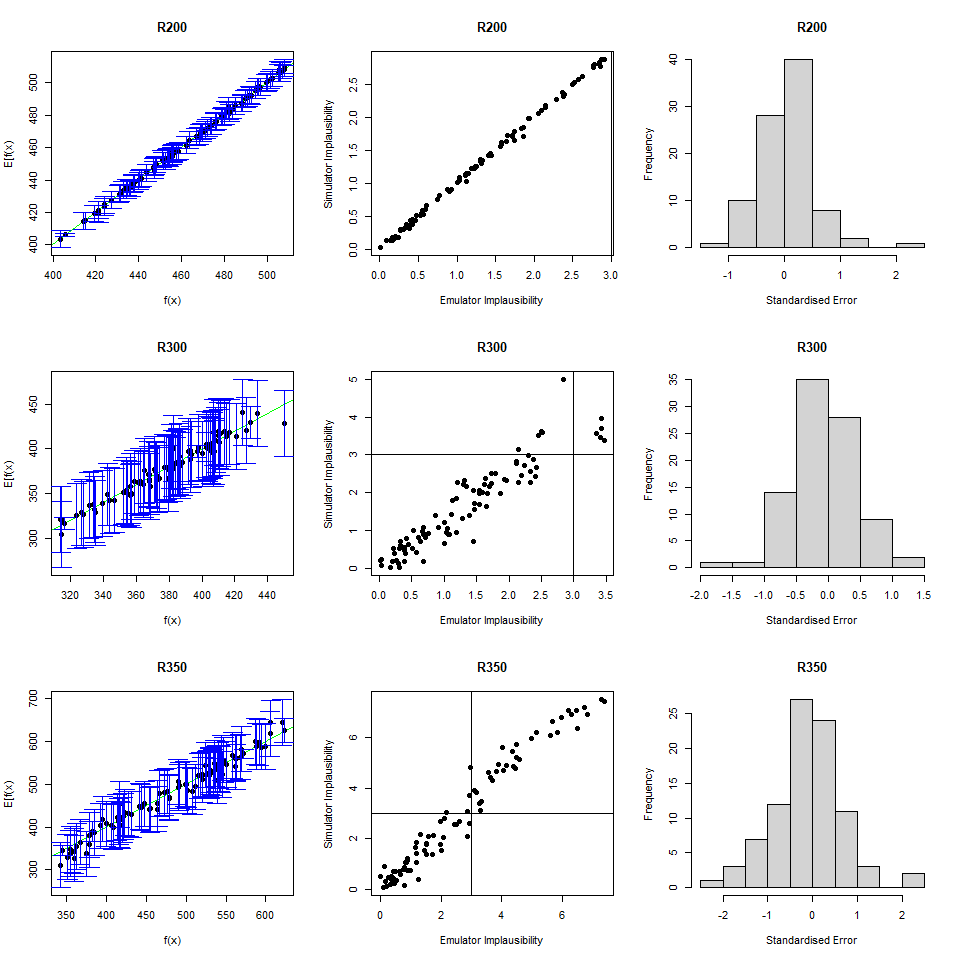 R200
R200
R200
E[f(x)
400 420 440 460 480 500
400 420 440 460 480 500
f(x)
Simulator Implausibility
0.0 0.5 1.0 1.5 2.0 2.5
0.0 0.5 1.0 1.5 2.0 2.5 3.0
Emulator Implausibility
Frequency
0 10 20 30 40
-1 0 1 2
Standardised Error
R300
R300
R300
E[f(x)
300 350 400 450
320 340 360 380 400 420 440
f(x)
Simulator Implausibility
0 1 2 3 4 5
0.0 0.5 1.0 1.5 2.0 2.5 3.0 3.5
Emulator Implausibility
Frequency
0 5 10 15 20 25 30 35
-2.0 -1.5 -1.0 -0.5 0.0 0.5 1.0 1.5
Standardised Error
R350
R350
R350
E[f(x)
300 400 500 600 700
350 400 450 500 550 600
f(x)
Simulator Implausibility
0 2 4 6
0 2 4 6
Emulator Implausibility
Frequency
0 5 10 15 20 25
-2 -1 0 1 2
Standardised Error